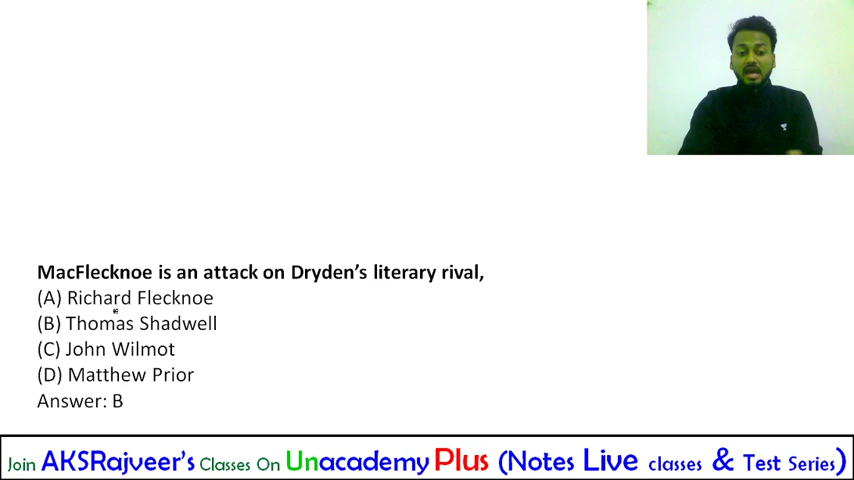 MacFlecknoe is an attack on Dryden's literary rival,
(A) Richard Flecknoe
(B) Thomas Shadwell
(C) John Wilmot
(D) Matthew Prior
Answer: B
Join AKSRajveer's Classes On Unacademy Plus (Notes Live classes & Test Series)